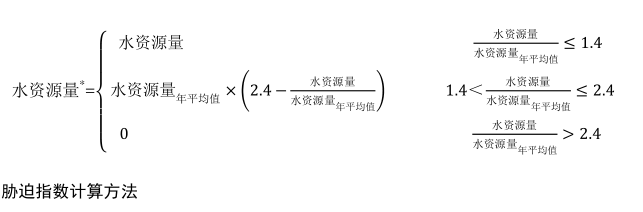 水资源量 水资源量/水资源量年平均值 ≤ 1.4
水资源量*= 水资源量年平均值 × (2.4 − 水资源量/水资源量年平均值) 1.4＜水资源量/水资源量年平均值 ≤ 2.4
0 水资源量/水资源量年平均值 > 2.4
胁迫指数计算方法